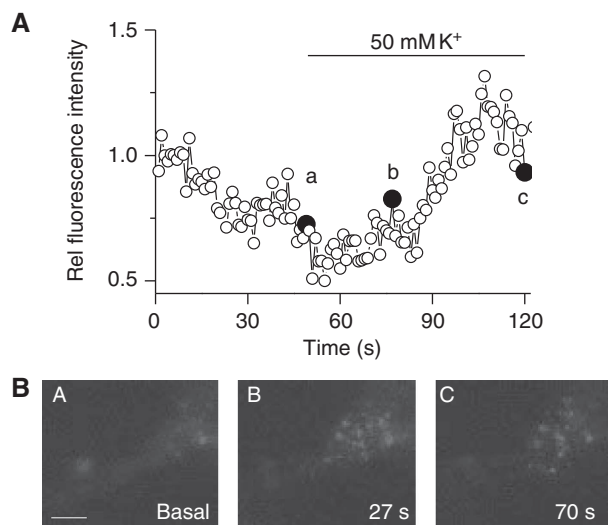 A
1.5
50 mM K⁺
Rel fluorescence intensity
1.0
a
b
c
0.5
0
30
60
90
120
Time (s)
B
A
B
C
Basal
27 s
70 s